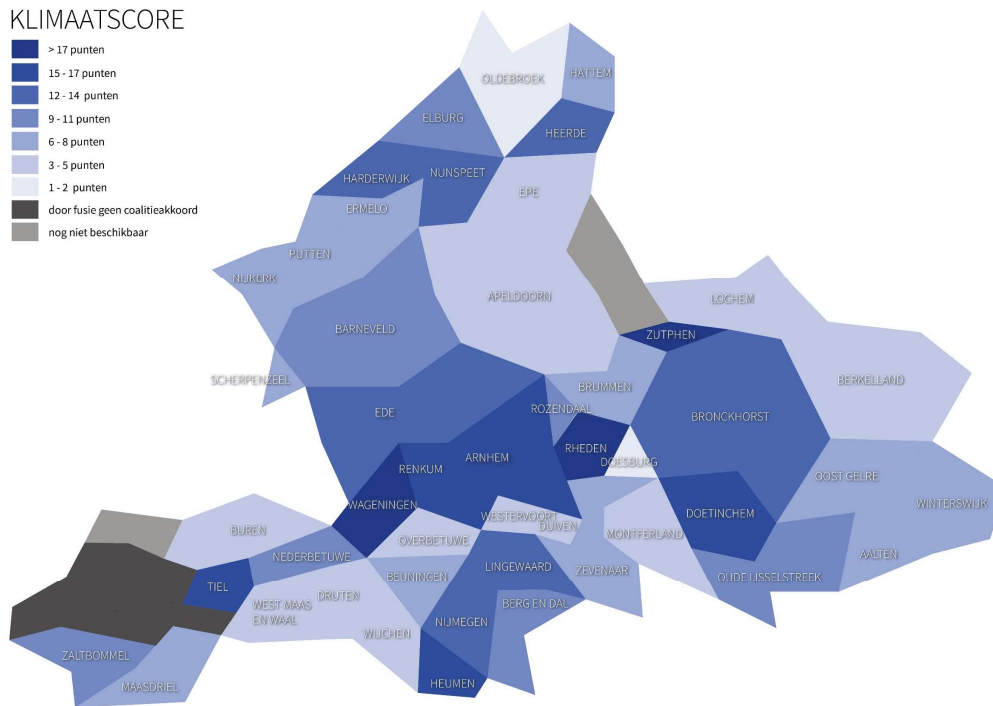 KLIMAATSCORE
> 17 punten
15 - 17 punten
12 - 14 punten
9 - 11 punten
6 - 8 punten
3 - 5 punten
1 - 2 punten
door fusie geen coalitieakkoord
nog niet beschikbaar
OLDEBROEK
HATTEM
ELBURG
HEERDE
NUNSPEET
HARDERWIJK
EPE
ERMELO
PUTTEN
NIJKERK
APELDOORN
LOCHEM
BARNEVELD
ZUTPHEN
SCHERPENZEEL
BRUMMEN
BERKELLAND
EDE
ROZENDAAL
BRONCKHORST
RHEDEN
ARNHEM
DOESBURG
RENKUM
OOST GELRE
WINTERSWIJK
WAGENINGEN
DOETINCHEM
WESTERVOORT
DUIVEN
BUREN
MONTFERLAND
OVERBETUWE
NEDERBETUWE
AALTEN
LINGEWAARD
ZEVENAAR
BEUNINGEN
OUDE IJSSELSTREEK
TIEL
DRUTEN
WEST MAAS
EN WAAL
BERG EN DAL
NIJMEGEN
WIJCHEN
ZALTBOMMEL
HEUMEN
MAASDRIEL